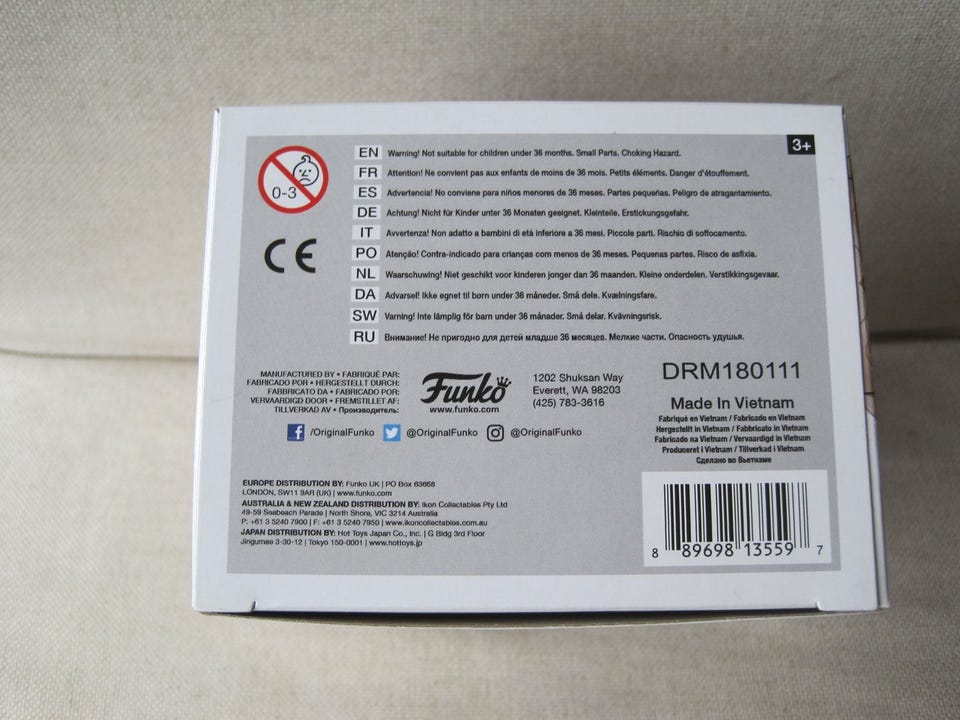 3+
0-3
EN Warning! Not suitable for children under 36 months. Small Parts. Choking Hazard.
FR Attention! Ne convient pas aux enfants de moins de 36 mois. Petits éléments. Danger d'étouffement.
ES Advertencia! No conviene para niños menores de 36 meses. Partes pequeñas. Peligro de atragantamiento.
DE Achtung! Nicht für Kinder unter 36 Monaten geeignet. Kleinteile. Erstickungsgefahr.
IT Avvertenza! Non adatto a bambini di età inferiore a 36 mesi. Piccole parti. Rischio di soffocamento.
PO Atenção! Contra-indicado para crianças com menos de 36 meses. Pequenas partes. Risco de asfixia.
NL Waarschuwing! Niet geschikt voor kinderen jonger dan 36 maanden. Kleine onderdelen. Verstikkingsgevaar.
DA Advarsel! Ikke egnet til børn under 36 måneder. Små dele. Kvælningsfare.
SW Varning! Inte lämplig för barn under 36 månader. Små delar. Kvävningsrisk.
RU Внимание! Не пригодно для детей младше 36 месяцев. Мелкие части. Опасность удушья.
CE
MANUFACTURED BY • FABRIQUÉ PAR:
FABRICADO POR • HERGESTELLT DURCH:
FABBRICATO DA • FABRICADO POR:
VERVAARDIGD DOOR • FREMSTILLET AF:
TILLVERKAD AV • Производитель:
Funko
www.funko.com
1202 Shuksan Way
Everett, WA 98203
(425) 783-3616
/OriginalFunko @OriginalFunko @OriginalFunko
DRM180111
Made In Vietnam
Fabriqué en Vietnam / Fabricado en Vietnam
Hergestellt in Vietnam / Fabbricato in Vietnam
Fabricado na Vietnam / Vervaardigd in Vietnam
Produceret i Vietnam / Tillverkad i Vietnam
Сделано во Вьетнаме
EUROPE DISTRIBUTION BY: Funko UK | PO Box 63668
LONDON, SW11 9AR (UK) | www.funko.com
AUSTRALIA & NEW ZEALAND DISTRIBUTION BY: Ikon Collectables Pty Ltd
49-59 Seabeach Parade | North Shore, VIC 3214 Australia
P: +61 3 5240 7900 | F: +61 3 5240 7950 | www.ikoncollectables.com.au
JAPAN DISTRIBUTION BY: Hot Toys Japan Co., Inc. | G Bldg 3rd Floor
Jingumae 3-30-12 | Tokyo 150-0001 | www.hottoys.jp
8 89698 13559 7